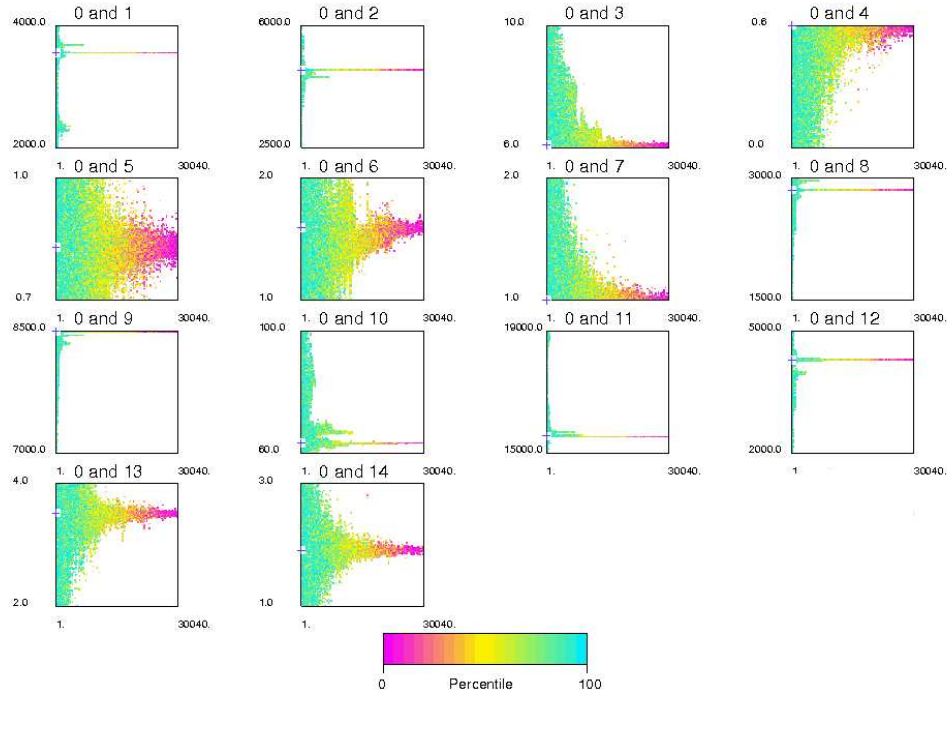 0 and 1 0 and 2 0 and 3 0 and 4
4000.0 6000.0 10.0 0.6
2000.0 2500.0 6.0 0.0
1. 30040. 1. 30040. 1. 30040. 1. 30040.
0 and 5 0 and 6 0 and 7 0 and 8
1.0 2.0 2.0 3000.0
0.7 1.0 1.0 1500.0
1. 30040. 1. 30040. 1. 30040. 1. 30040.
0 and 9 0 and 10 0 and 11 0 and 12
8500.0 100.0 19000.0 5000.0
7000.0 60.0 15000.0 2000.0
1. 30040. 1. 30040. 1. 30040. 1 30040.
0 and 13 0 and 14
4.0 3.0
2.0 1.0
1. 30040. 1. 30040.
0 Percentile 100